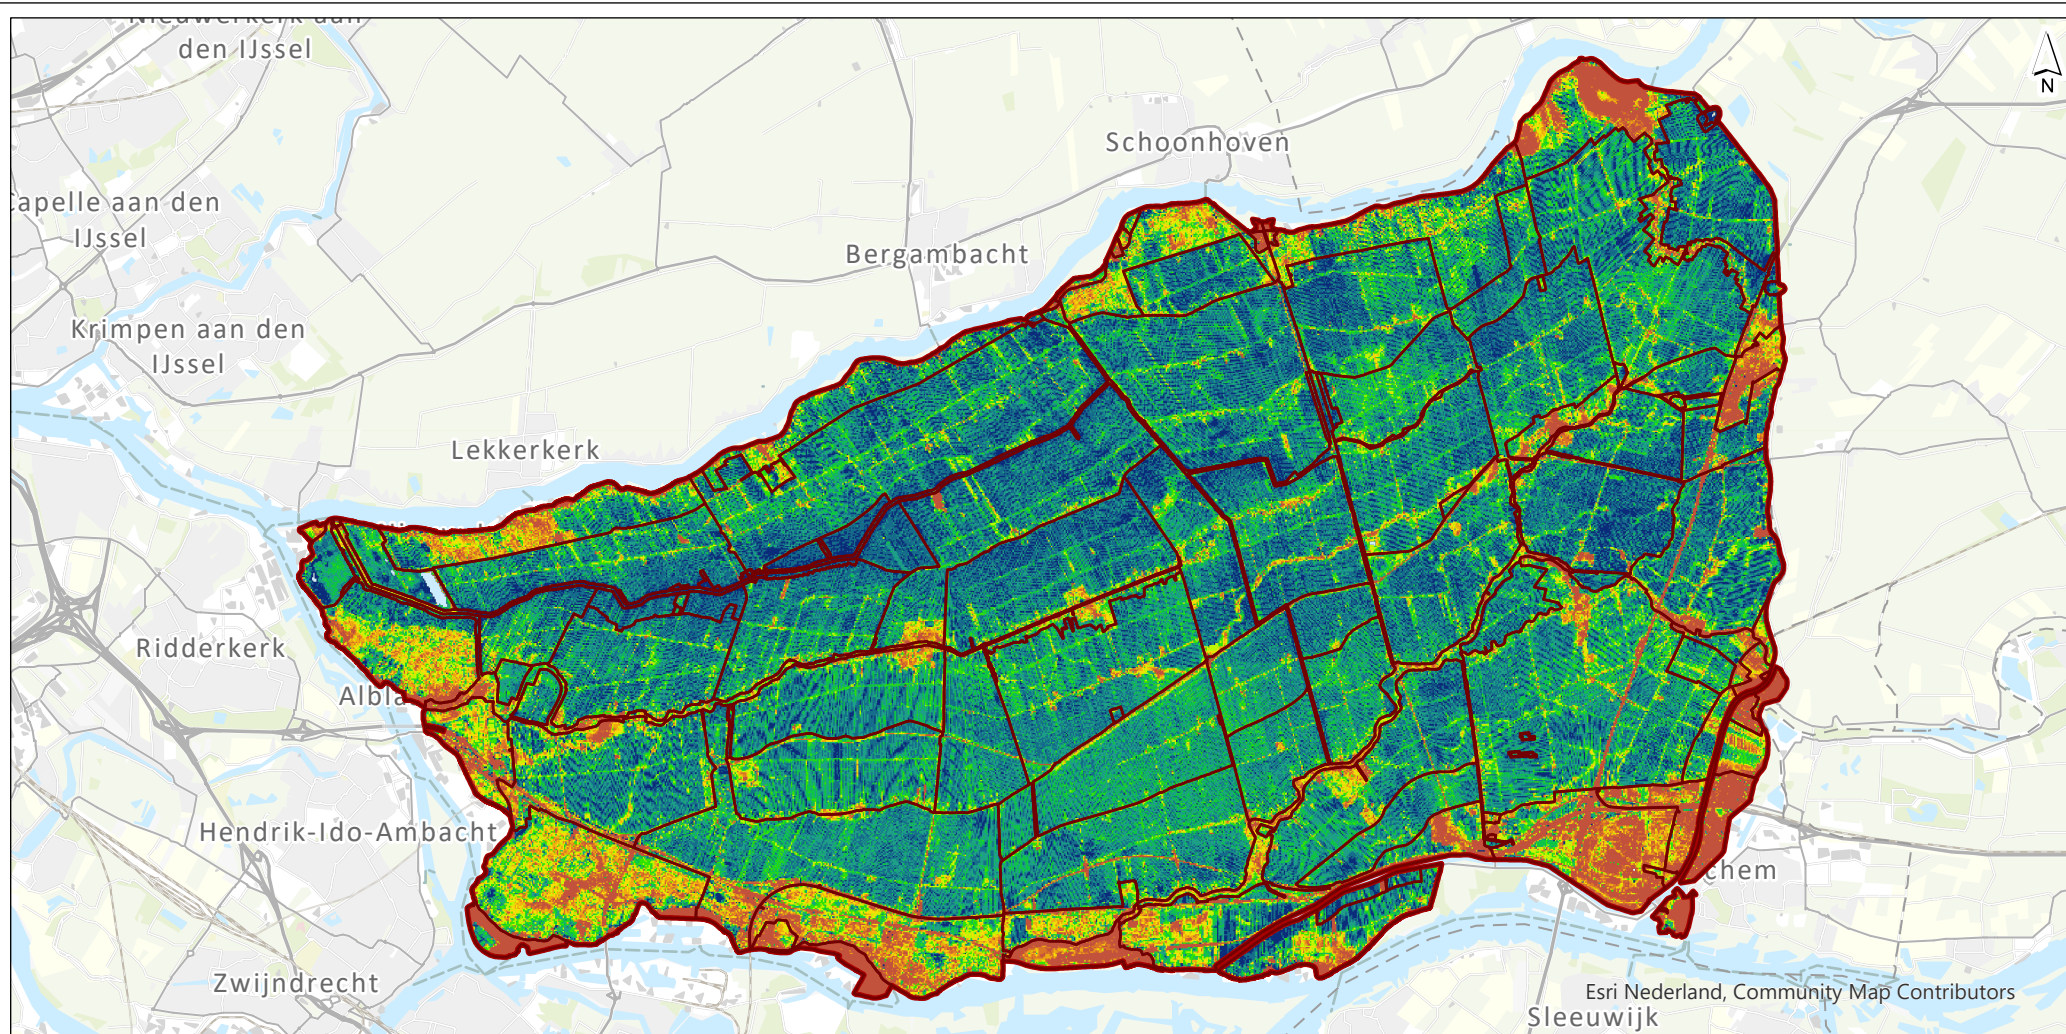 den IJssel
N
Schoonhoven
apelle aan den
IJssel
Bergambacht
Krimpen aan den
IJssel
Lekkerkerk
Ridderkerk
Albla
Hendrik-Ido-Ambacht
chem
Zwijndrecht
Esri Nederland, Community Map Contributors
Sleeuwijk